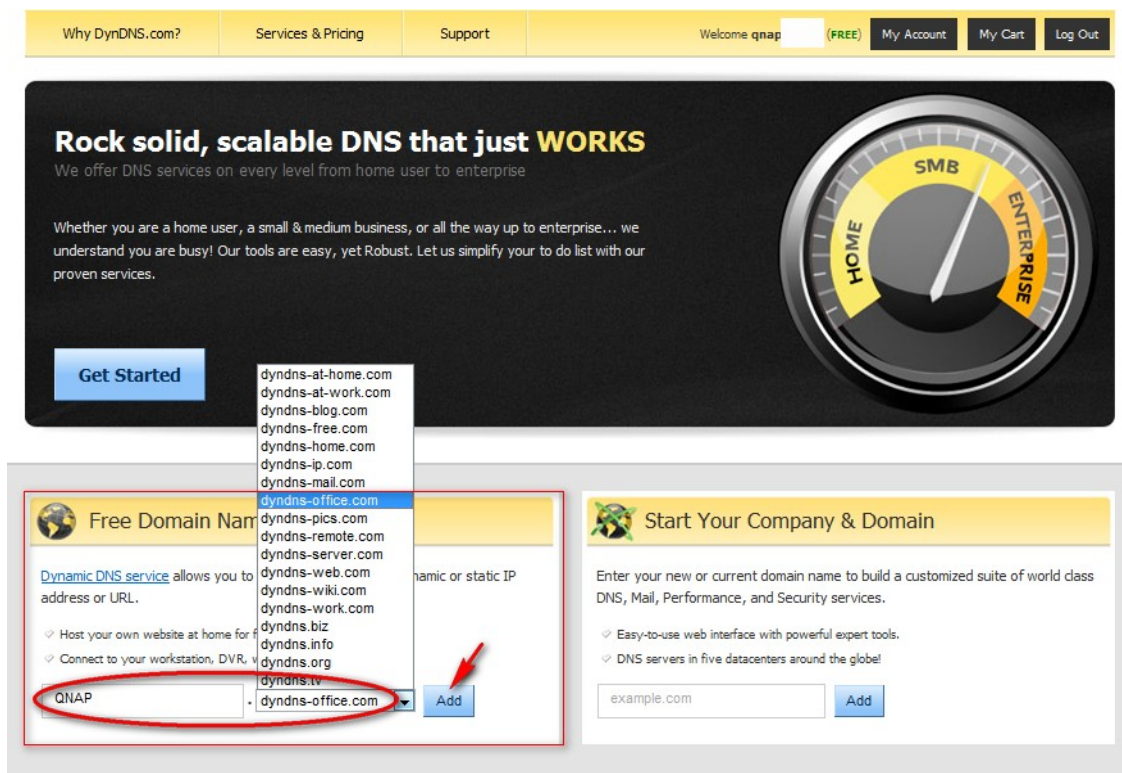 Why DynDNS.com?
Services & Pricing
Support
Welcome qnap (FREE)
My Account
My Cart
Log Out
Rock solid, scalable DNS that just WORKS
We offer DNS services on every level from home user to enterprise
Whether you are a home user, a small & medium business, or all the way up to enterprise... we
understand you are busy! Our tools are easy, yet Robust. Let us simplify your to do list with our
proven services.
HOME
SMB
ENTERPRISE
Get Started
dyndns-at-home.com
dyndns-at-work.com
dyndns-blog.com
dyndns-free.com
dyndns-home.com
dyndns-ip.com
dyndns-mail.com
dyndns-office.com
dyndns-pics.com
dyndns-remote.com
dyndns-server.com
dyndns-web.com
dyndns-wiki.com
dyndns-work.com
dyndns.biz
dyndns.info
dyndns.org
dyndns.tv
Free Domain
Dynamic DNS service allows you to or static IP
address or URL.
Host your own website at home for
Connect to your workstation, DVR,
QNAP . dyndns-office.com
Add
Start Your Company & Domain
Enter your new or current domain name to build a customized suite of world class
DNS, Mail, Performance, and Security services.
Easy-to-use web interface with powerful expert tools.
DNS servers in five datacenters around the globe!
example.com
Add